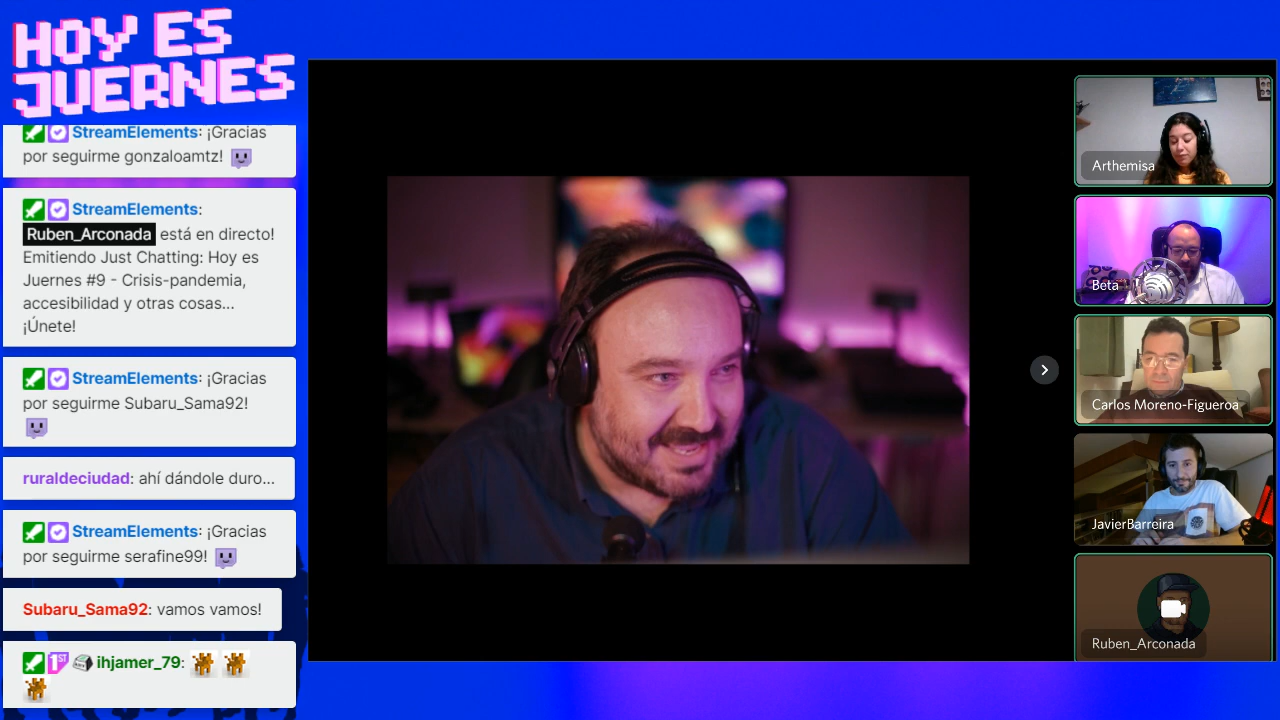 HOY ES
JUERNES
StreamElements: ¡Gracias
por seguirme gonzaloamtz!
StreamElements:
Ruben_Arconada está en directo!
Emitiendo Just Chatting: Hoy es
Juernes #9 - Crisis-pandemia,
accesibilidad y otras cosas...
¡Únete!
StreamElements: ¡Gracias
por seguirme Subaru_Sama92!
ruraldeciudad: ahí dándole duro...
StreamElements: ¡Gracias
por seguirme serafine99!
Subaru_Sama92: vamos vamos!
1ST ihjamer_79:
Arthemisa
Beta
Carlos Moreno-Figueroa
JavierBarreira
Ruben_Arconada